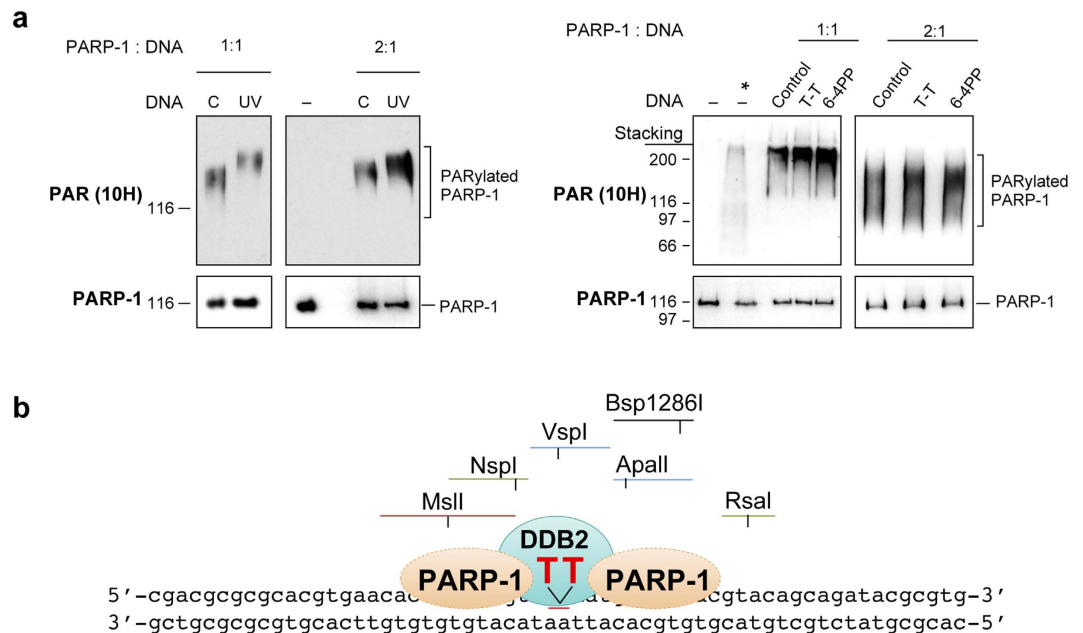 a
PARP-1 : DNA 1:1 2:1
DNA C UV – C UV
PAR (10H) 116 PARylated PARP-1
PARP-1 116 PARP-1
PARP-1 : DNA 1:1 2:1
DNA – – * Control T-T 6-4PP Control T-T 6-4PP
Stacking
200
PAR (10H) 116 PARylated PARP-1
97
66
PARP-1 116 PARP-1
97
b
Bsp1286I
VspI
NspI ApaII
MslI RsaI
DDB2
PARP-1 TT PARP-1
5’-cgacgcgcgcacgtgaacac acgtacagcagatacgcgtg-3’
3’-gctgcgcgcgtgcacttgtgtgtgtacataattacacgtgtgcatgtcgtctatgcgcac-5’